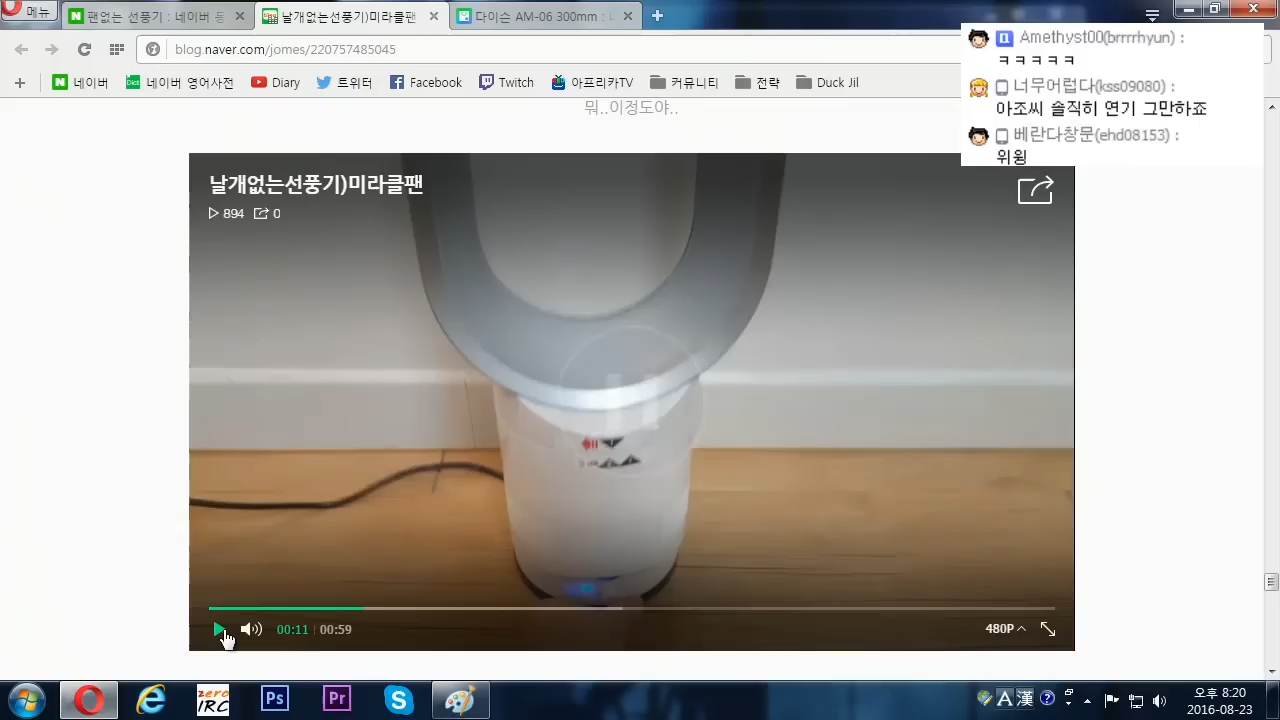 메뉴
팬없는 선풍기 : 네이버 동
날개없는선풍기)미라클팬
다이슨 AM-06 300mm : 
blog.naver.com/jomes/220757485045
네이버
네이버 영어사전
Diary
트위터
Facebook
Twitch
아프리카TV
커뮤니티
전략
Duck Jil
Amethyst00(brrrrhyun) :
ㅋㅋㅋㅋㅋ
너무어렵다(kss09080) :
아조씨 솔직히 연기 그만하죠
베란다창문(ehd08153) :
위윙
뭐..이정도야..
날개없는선풍기)미라클팬
894 0
00:11 | 00:59
480P
zero
IRC
Ps
Pr
A 漢
오후 8:20
2016-08-23